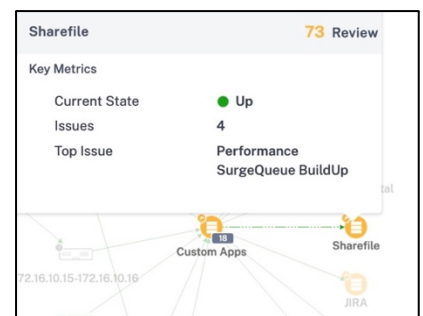 Sharefile 73 Review
Key Metrics
Current State Up
Issues 4
Top Issue Performance
SurgeQueue BuildUp
tal
18
Custom Apps
Sharefile
72.16.10.15-172.16.10.16
JIRA